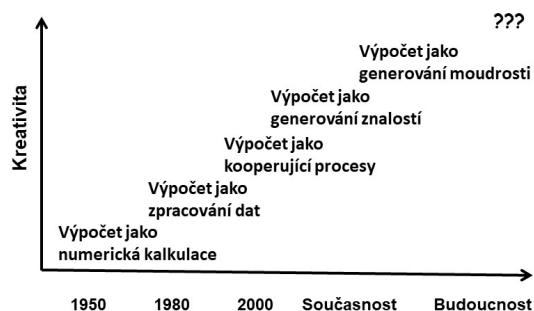 ???
Výpočet jako
generování moudrosti
Výpočet jako
generování znalostí
Výpočet jako
kooperující procesy
Výpočet jako
zpracování dat
Výpočet jako
numerická kalkulace
Kreativita
1950 1980 2000 Současnost Budoucnost